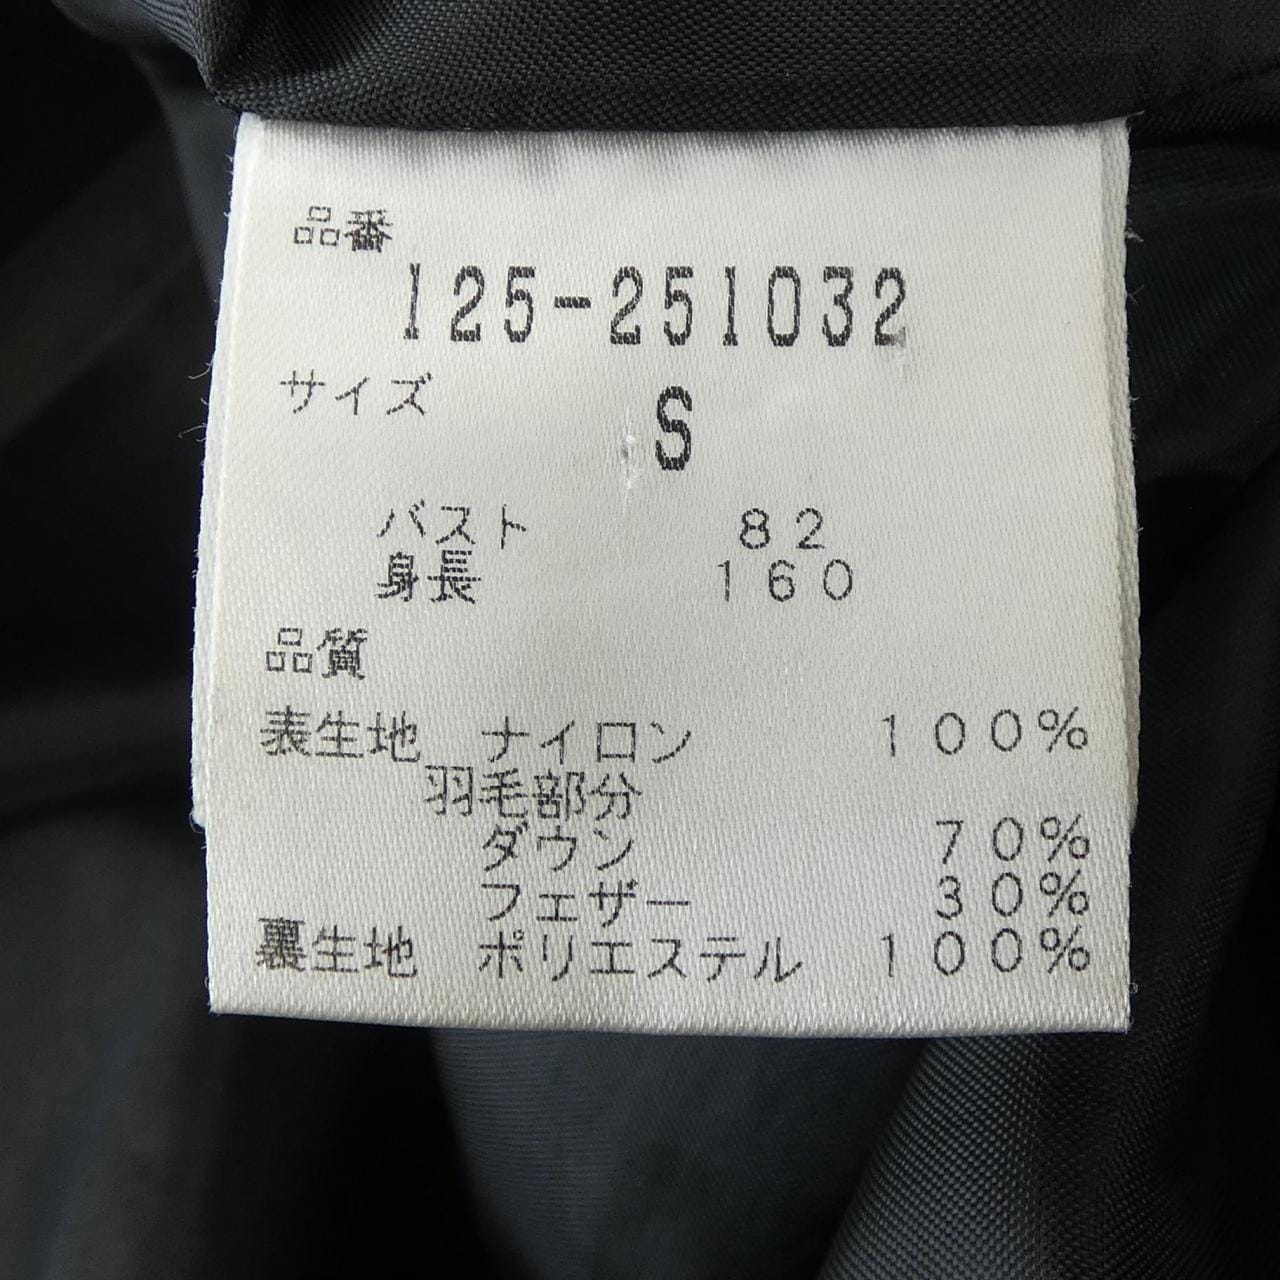 品番
125-251032
サイズ
S
バスト 82
身長 160
品質
表生地 ナイロン 100%
羽毛部分
ダウン 70%
フェザー 30%
裏生地 ポリエステル 100%